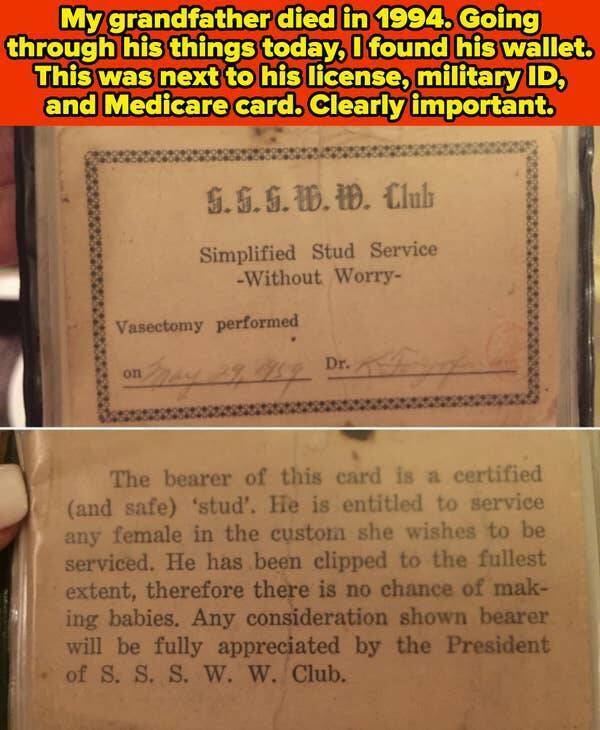 My grandfather died in 1994. Going
through his things today, I found his wallet.
This was next to his license, military ID,
and Medicare card. Clearly important.
S.S.S.W.W. Club
Simplified Stud Service
-Without Worry-
Vasectomy performed
on May 29, 1959 Dr.
The bearer of this card is a certified
(and safe) 'stud'. He is entitled to service
any female in the custom she wishes to be
serviced. He has been clipped to the fullest
extent, therefore there is no chance of mak-
ing babies. Any consideration shown bearer
will be fully appreciated by the President
of S. S. S. W. W. Club.